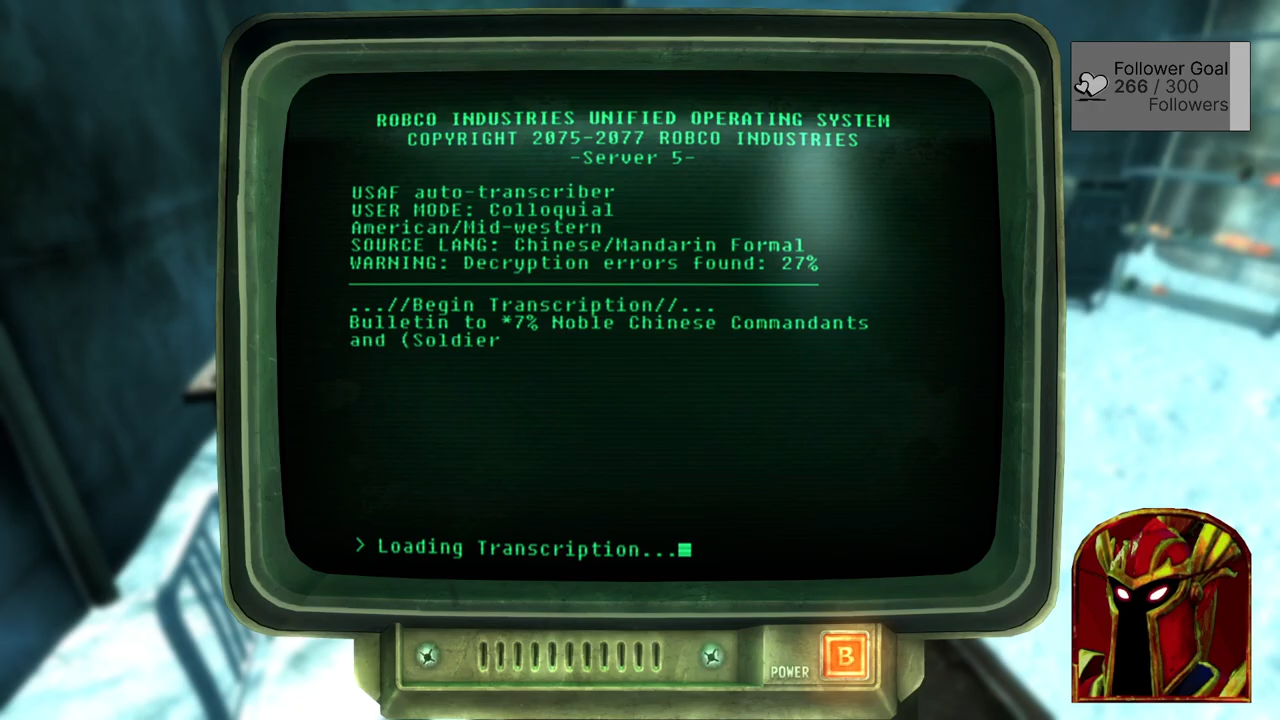 ROBCO INDUSTRIES UNIFIED OPERATING SYSTEM
COPYRIGHT 2075-2077 ROBCO INDUSTRIES
-Server 5-
USAF auto-transcriber
USER MODE: Colloquial
American/Mid-western
SOURCE LANG: Chinese/Mandarin Formal
WARNING: Decryption errors found: 27%
...//Begin Transcription//...
Bulletin to *7% Noble Chinese Commandants
and (Soldier
> Loading Transcription...
POWER
B
Follower Goal
266 / 300
Followers